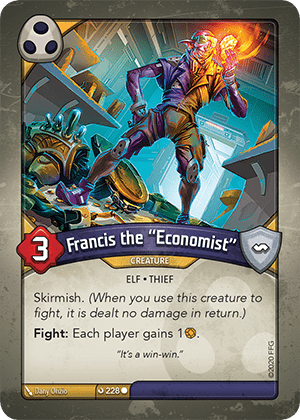 Francis the “Economist”
3
CREATURE
ELF • THIEF
Skirmish. (When you use this creature to
fight, it is dealt no damage in return.)
Fight: Each player gains 1
“It’s a win-win.”
Dany Orizio
228
©2020 FFG